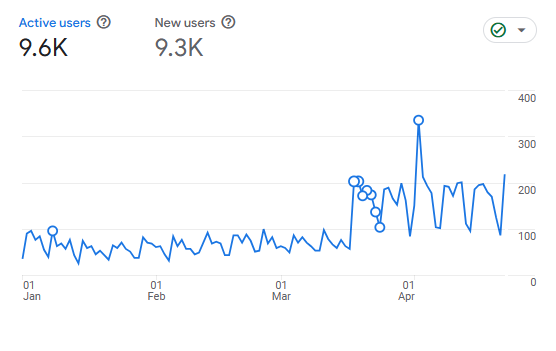 Active users ?
New users ?
9.6K
9.3K
400
300
200
100
0
01
Jan
01
Feb
01
Mar
01
Apr